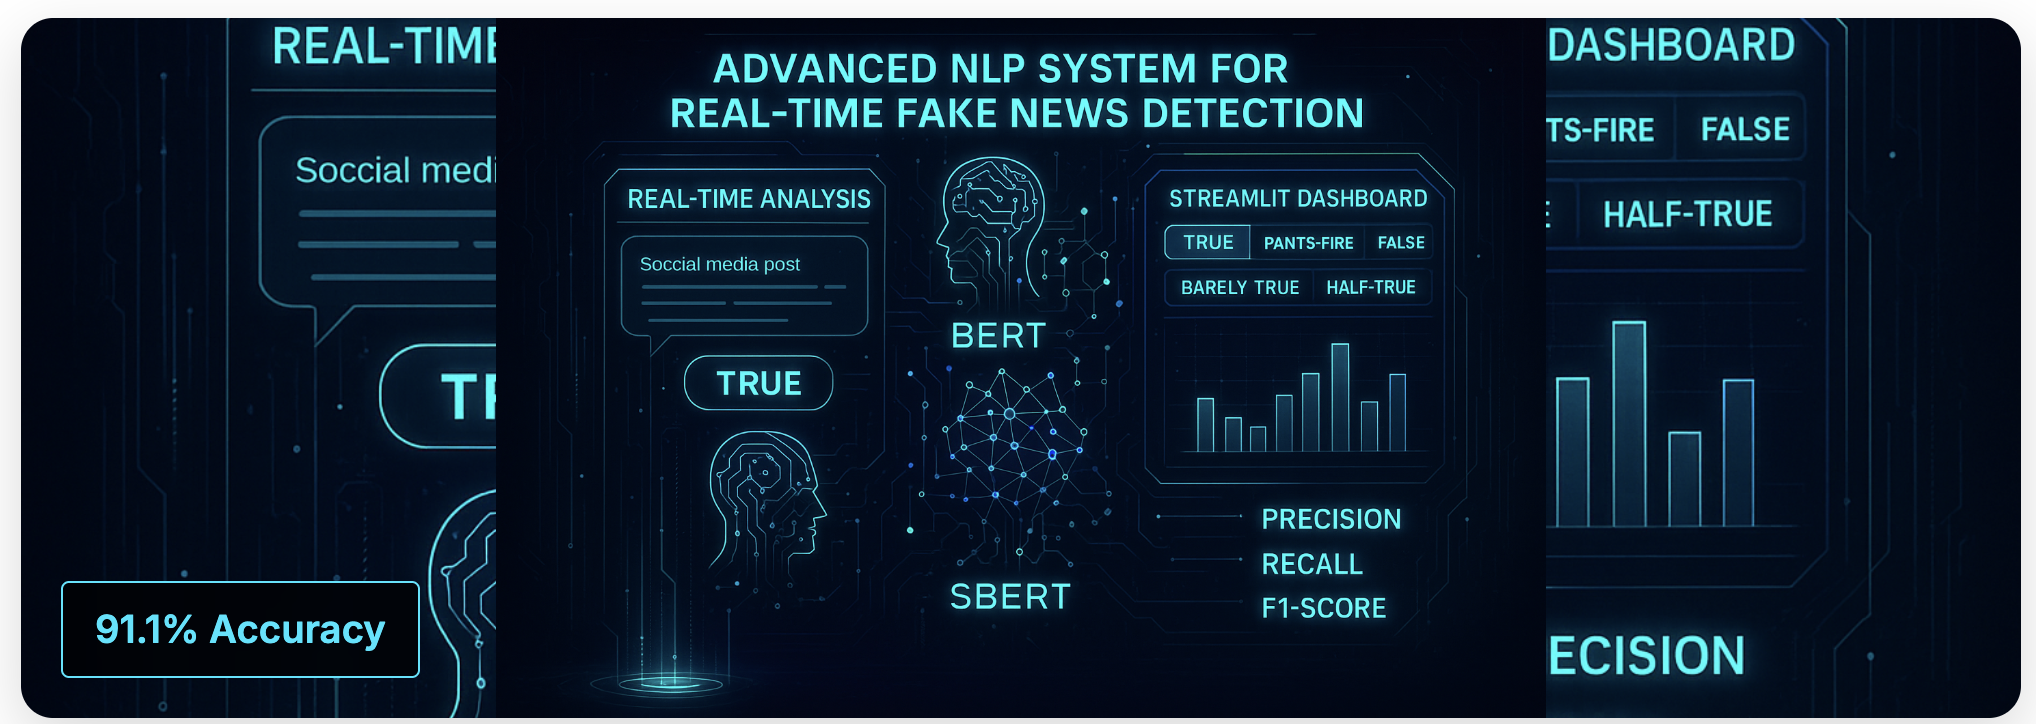 REAL-TIME
Soccial medi
TR
91.1% Accuracy
ADVANCED NLP SYSTEM FOR
REAL-TIME FAKE NEWS DETECTION
REAL-TIME ANALYSIS
Soccial media post
TRUE
BERT
SBERT
STREAMLIT DASHBOARD
TRUE PANTS-FIRE FALSE
BARELY TRUE HALF-TRUE
PRECISION
RECALL
F1-SCORE
DASHBOARD
TS-FIRE FALSE
E HALF-TRUE
ECISION